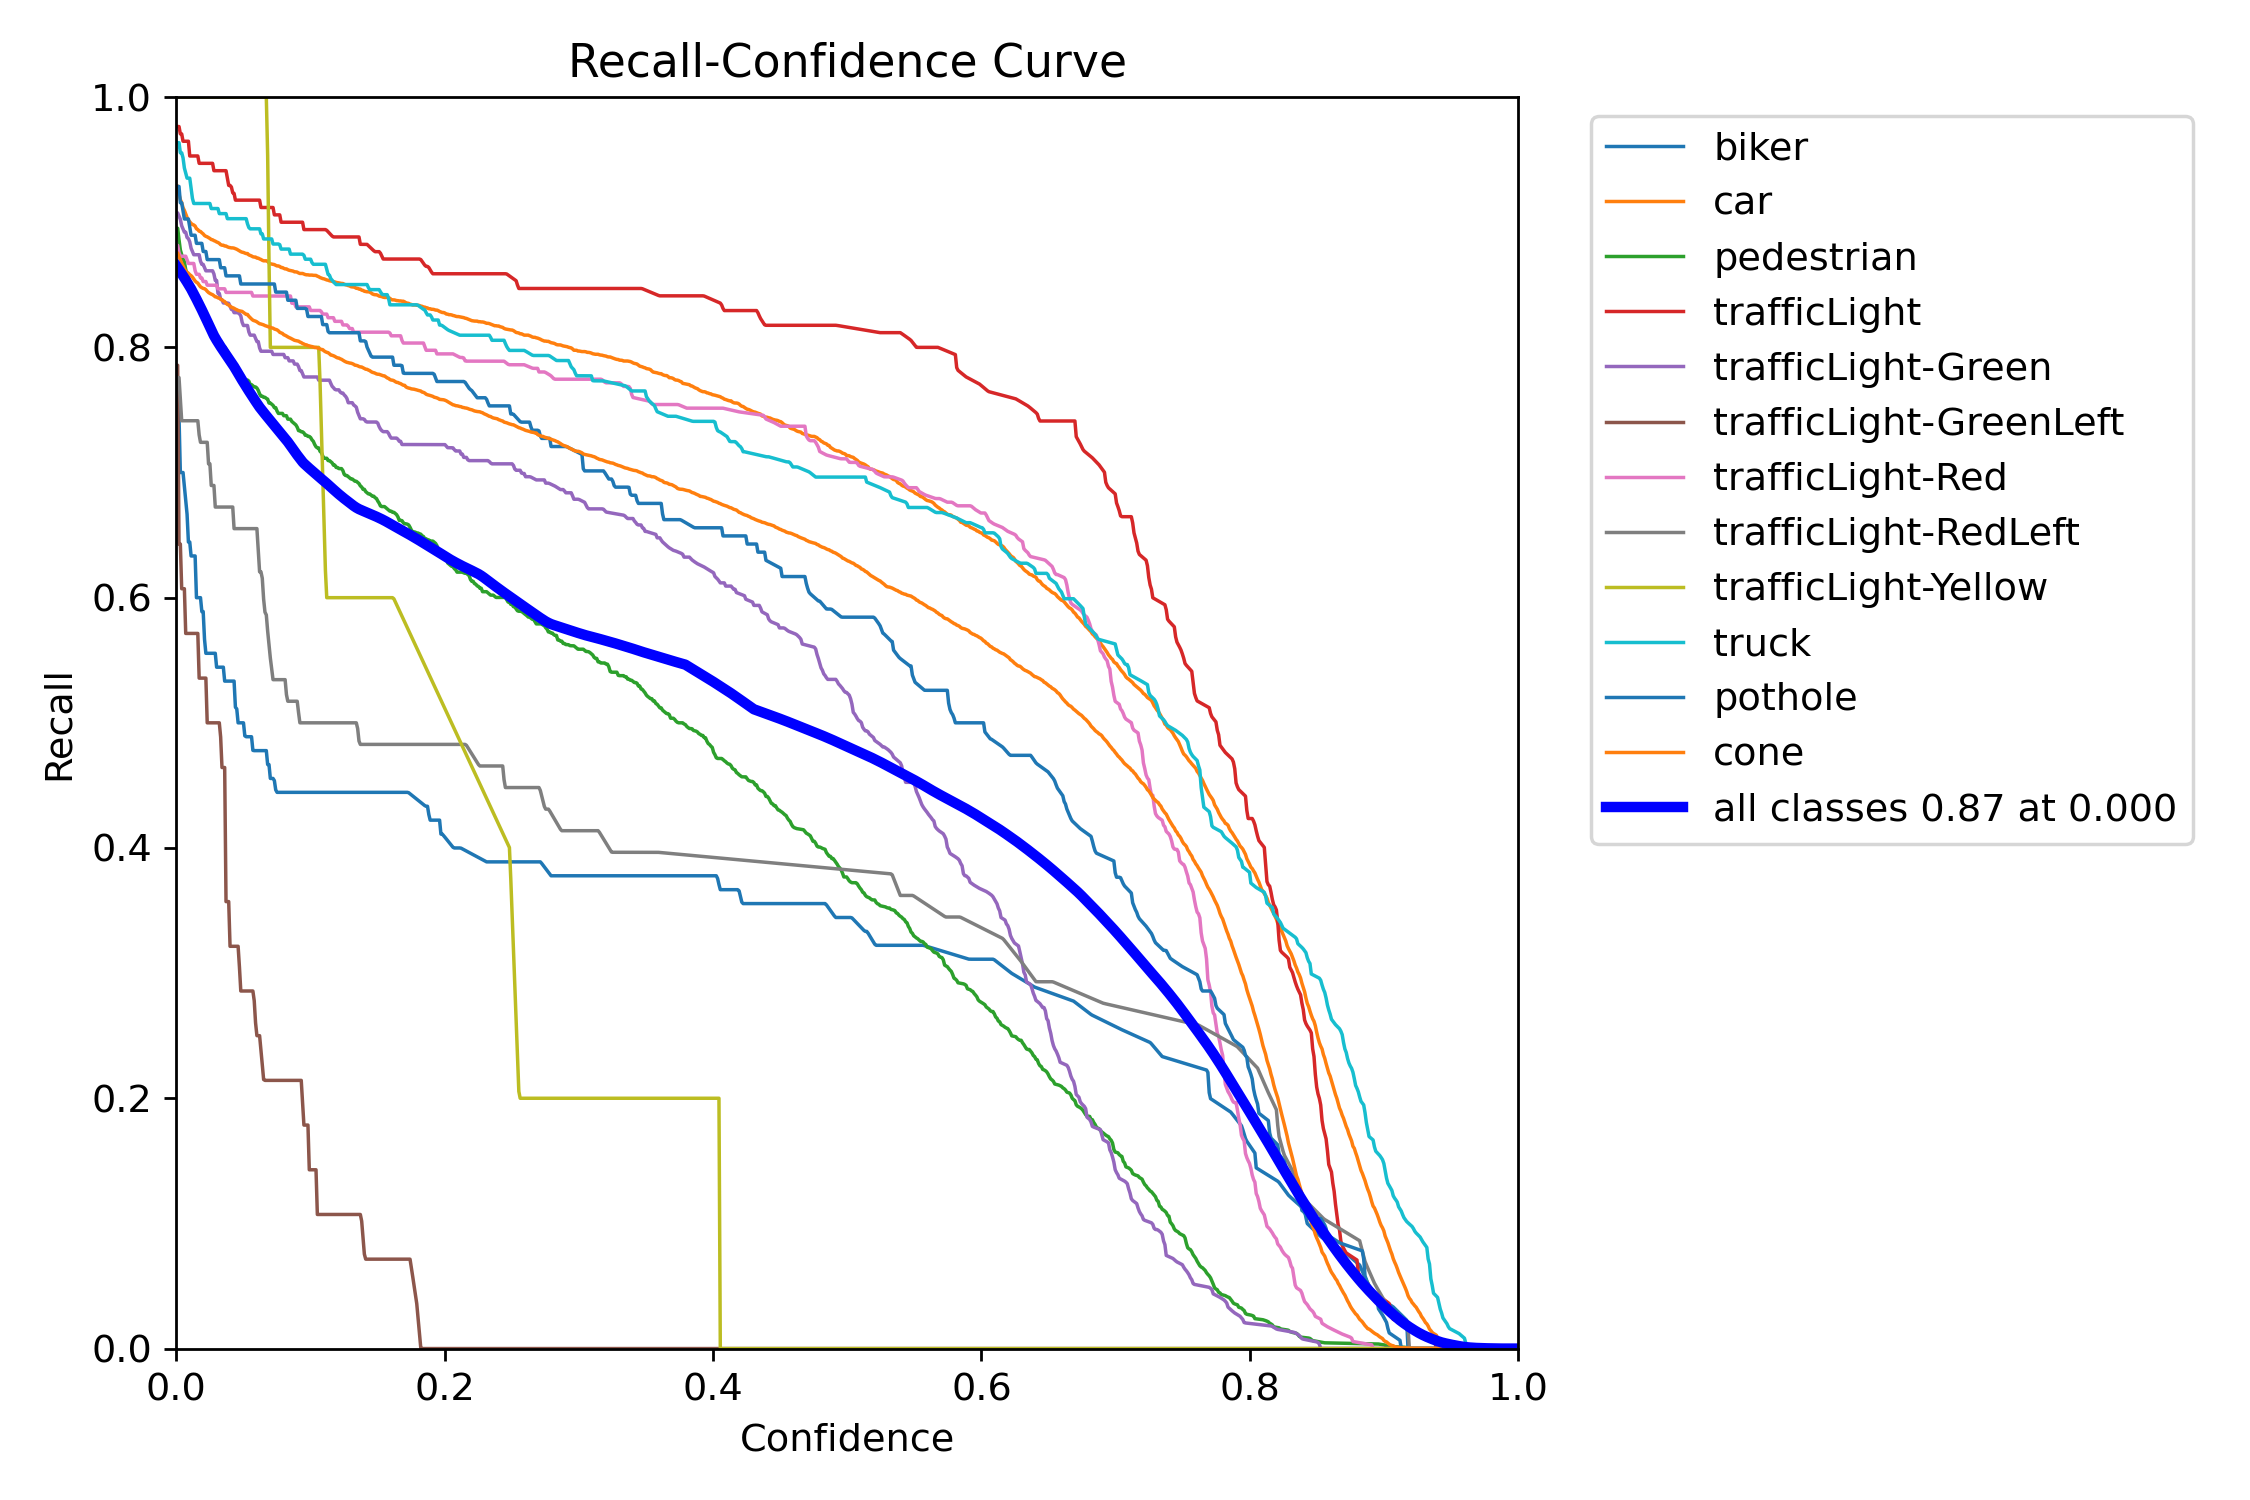 Recall-Confidence Curve
1.0
0.8
0.6
0.4
0.2
0.0
Recall
0.0 0.2 0.4 0.6 0.8 1.0
Confidence
biker
car
pedestrian
trafficLight
trafficLight-Green
trafficLight-GreenLeft
trafficLight-Red
trafficLight-RedLeft
trafficLight-Yellow
truck
pothole
cone
all classes 0.87 at 0.000